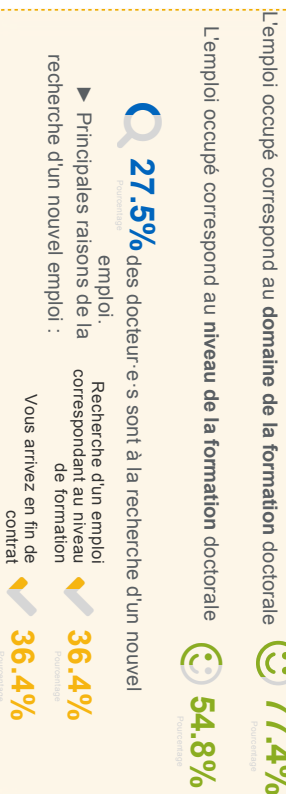 L'emploi occupé correspond au domaine de la formation doctorale 77.4%
Pourcentage
L'emploi occupé correspond au niveau de la formation doctorale 54.8%
Pourcentage
27.5% des docteur·e·s sont à la recherche d'un nouvel
Pourcentage
emploi.
▶ Principales raisons de la
recherche d'un nouvel emploi :
Recherche d'un emploi
correspondant au niveau
de formation
36.4%
Pourcentage
Vous arrivez en fin de
contrat
36.4%
Pourcentage